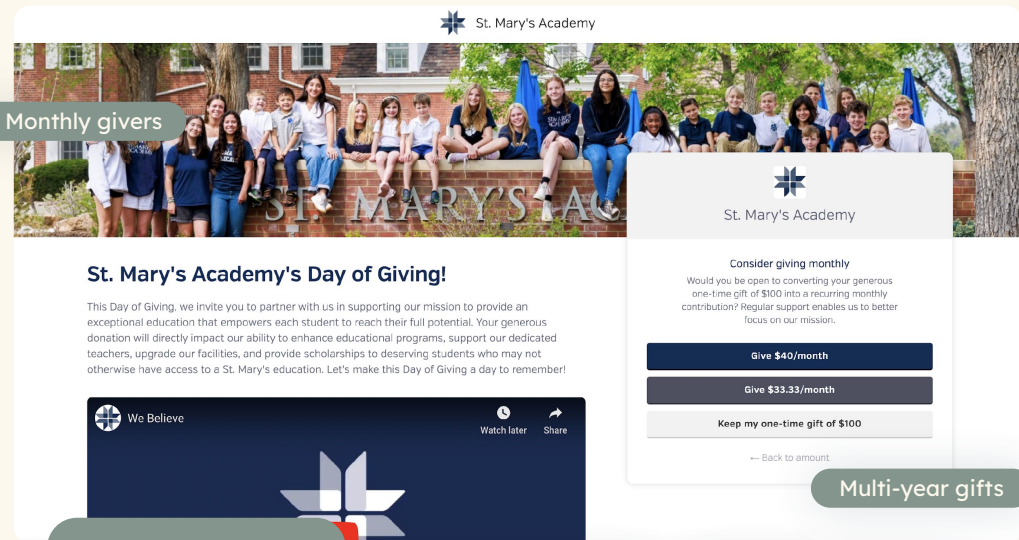 St. Mary's Academy
Monthly givers
ST. MARY'S AC
St. Mary's Academy
Consider giving monthly
Would you be open to converting your generous
one-time gift of $100 into a recurring monthly
contribution? Regular support enables us to better
focus on our mission.
Give $40/month
Give $33.33/month
Keep my one-time gift of $100
← Back to amount
Multi-year gifts
St. Mary's Academy's Day of Giving!
This Day of Giving, we invite you to partner with us in supporting our mission to provide an
exceptional education that empowers each student to reach their full potential. Your generous
donation will directly impact our ability to enhance educational programs, support our dedicated
teachers, upgrade our facilities, and provide scholarships to deserving students who may not
otherwise have access to a St. Mary's education. Let's make this Day of Giving a day to remember!
We Believe
Watch later
Share